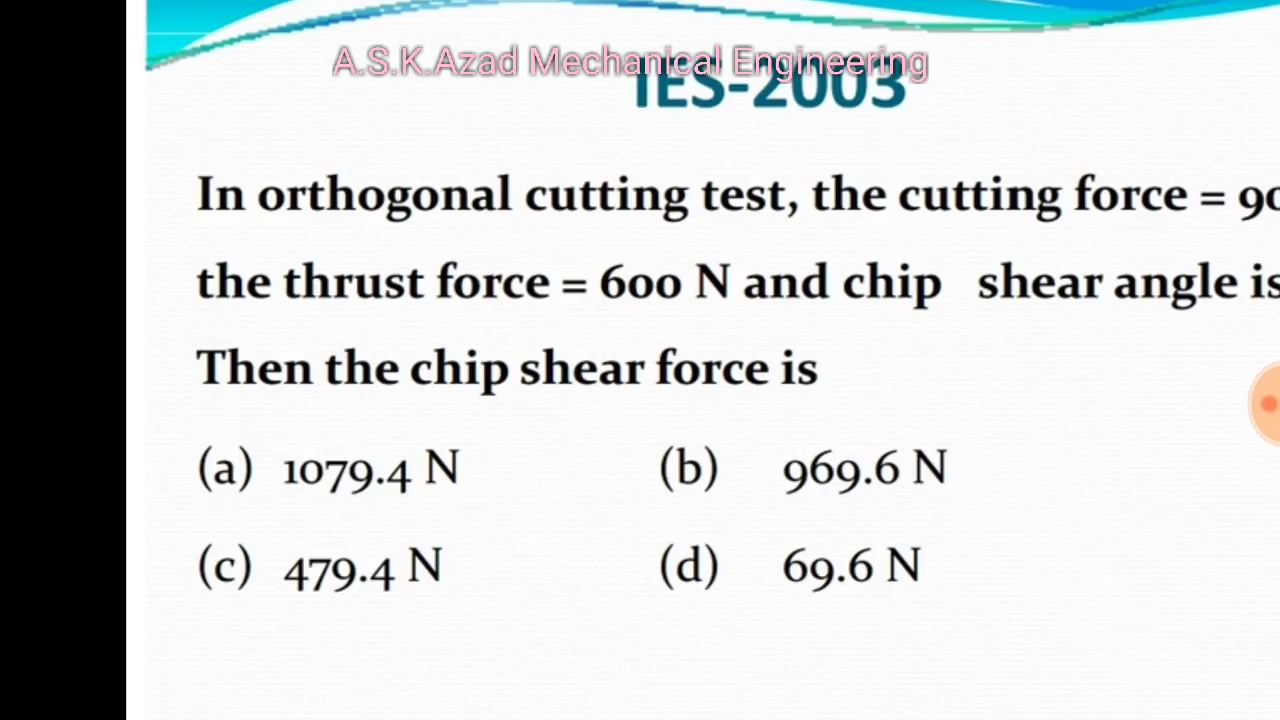 A.S.K.Azad Mechanical Engineering
IES-2003
In orthogonal cutting test, the cutting force = 90
the thrust force = 600 N and chip shear angle is
Then the chip shear force is
(a) 1079.4 N (b) 969.6 N
(c) 479.4 N (d) 69.6 N